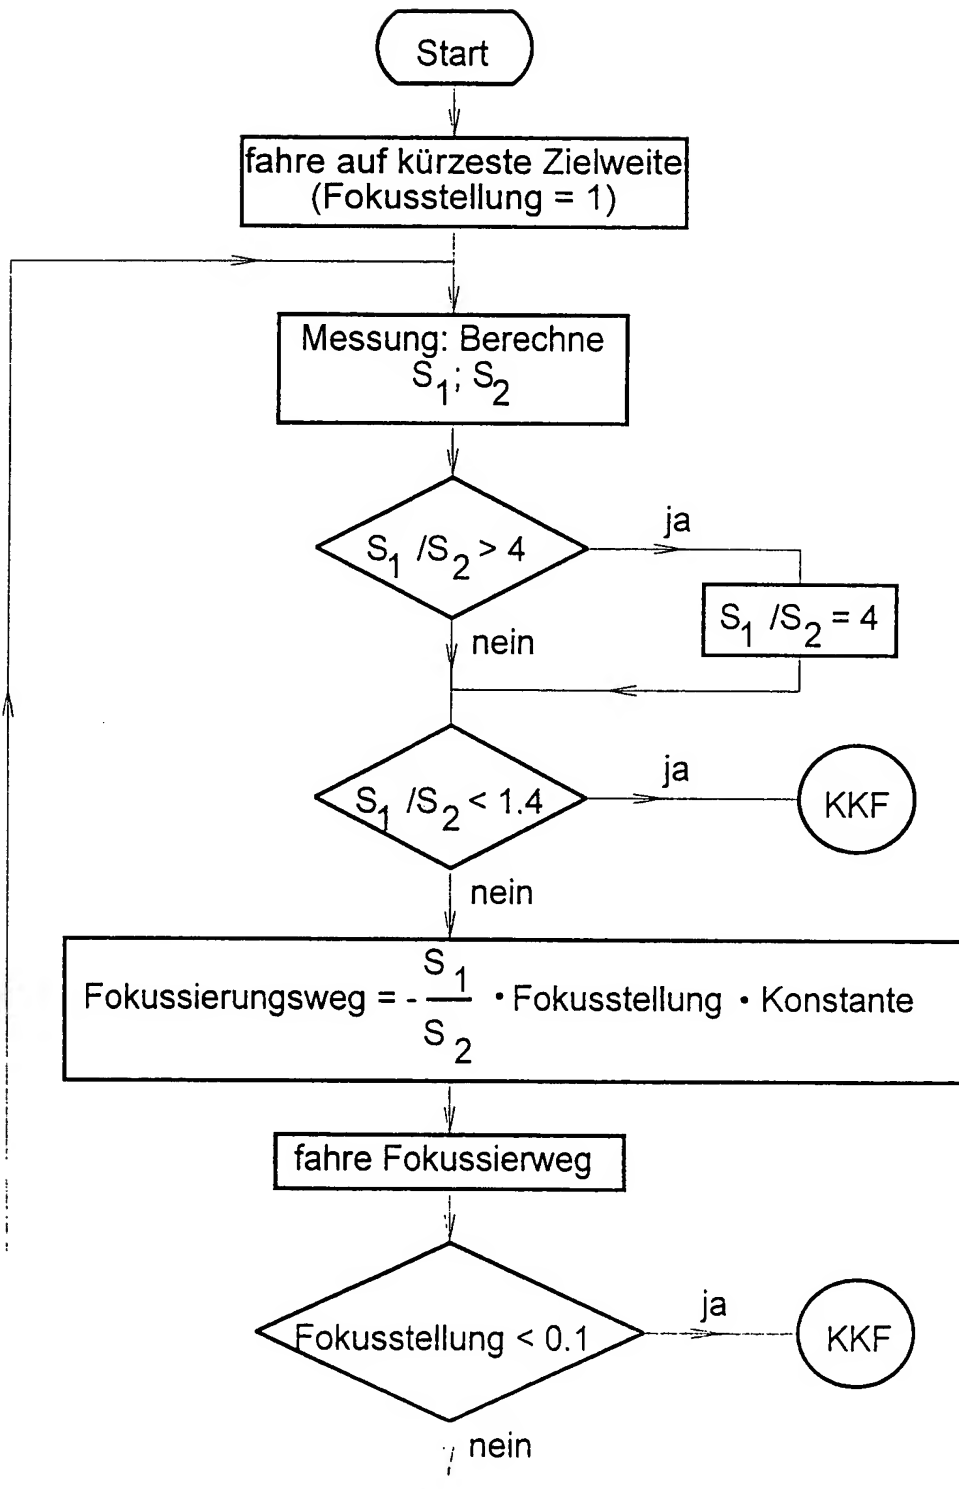 Start
fahre auf kürzeste Zielweite
(Fokusstellung = 1)
Messung: Berechne
S1; S2
S1 /S2 > 4
ja
S1 /S2 = 4
nein
S1 /S2 < 1.4
ja
KKF
nein
Fokussierungsweg = - S1 / S2 · Fokusstellung · Konstante
fahre Fokussierweg
Fokusstellung < 0.1
ja
KKF
nein